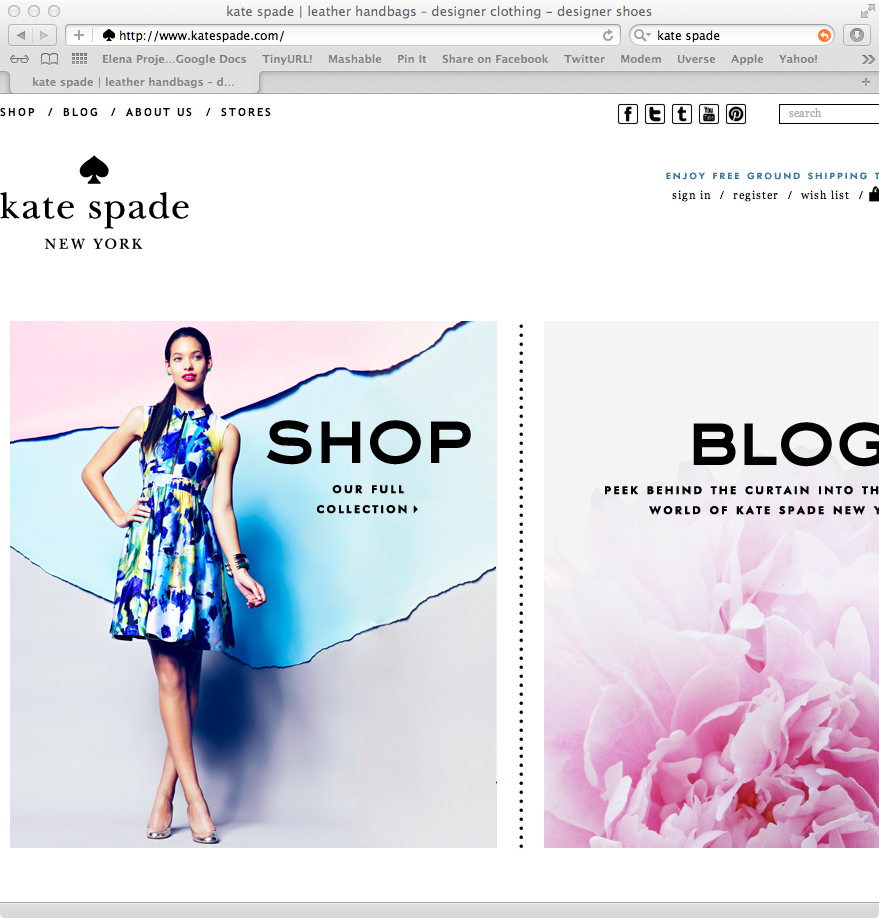 kate spade | leather handbags – designer clothing – designer shoes
http://www.katespade.com/
kate spade
Elena Proje...Google Docs TinyURL! Mashable Pin It Share on Facebook Twitter Modem Uverse Apple Yahoo!
kate spade | leather handbags – d...
SHOP / BLOG / ABOUT US / STORES
f t t You Tube P
search
kate spade
NEW YORK
ENJOY FREE GROUND SHIPPING T
sign in / register / wish list /
SHOP
OUR FULL
COLLECTION
BLOG
PEEK BEHIND THE CURTAIN INTO TH
WORLD OF KATE SPADE NEW Y